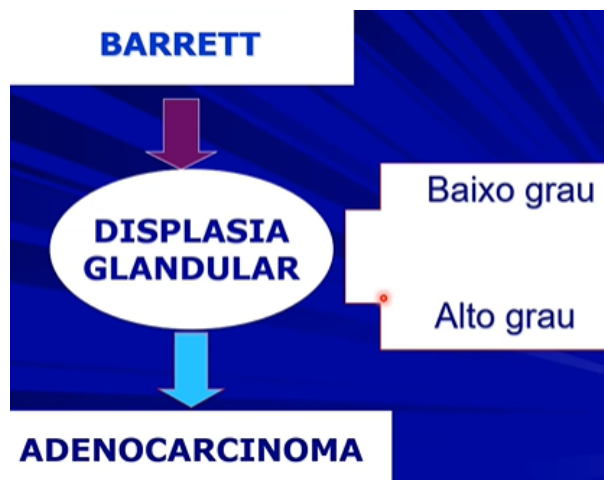 BARRETT
DISPLASIA
GLANDULAR
Baixo grau
Alto grau
ADENOCARCINOMA